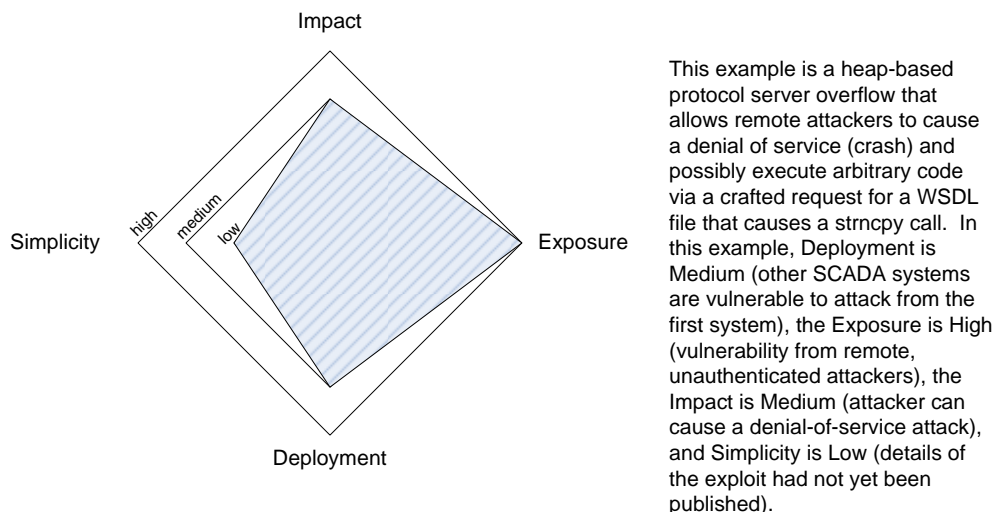 Impact
This example is a heap-based
protocol server overflow that
allows remote attackers to cause
a denial of service (crash) and
possibly execute arbitrary code
via a crafted request for a WSDL
file that causes a strncpy call. In
this example, Deployment is
Medium (other SCADA systems
are vulnerable to attack from the
first system), the Exposure is High
(vulnerability from remote,
unauthenticated attackers), the
Impact is Medium (attacker can
cause a denial-of-service attack),
and Simplicity is Low (details of
the exploit had not yet been
published).
high
medium
low
Simplicity
Exposure
Deployment